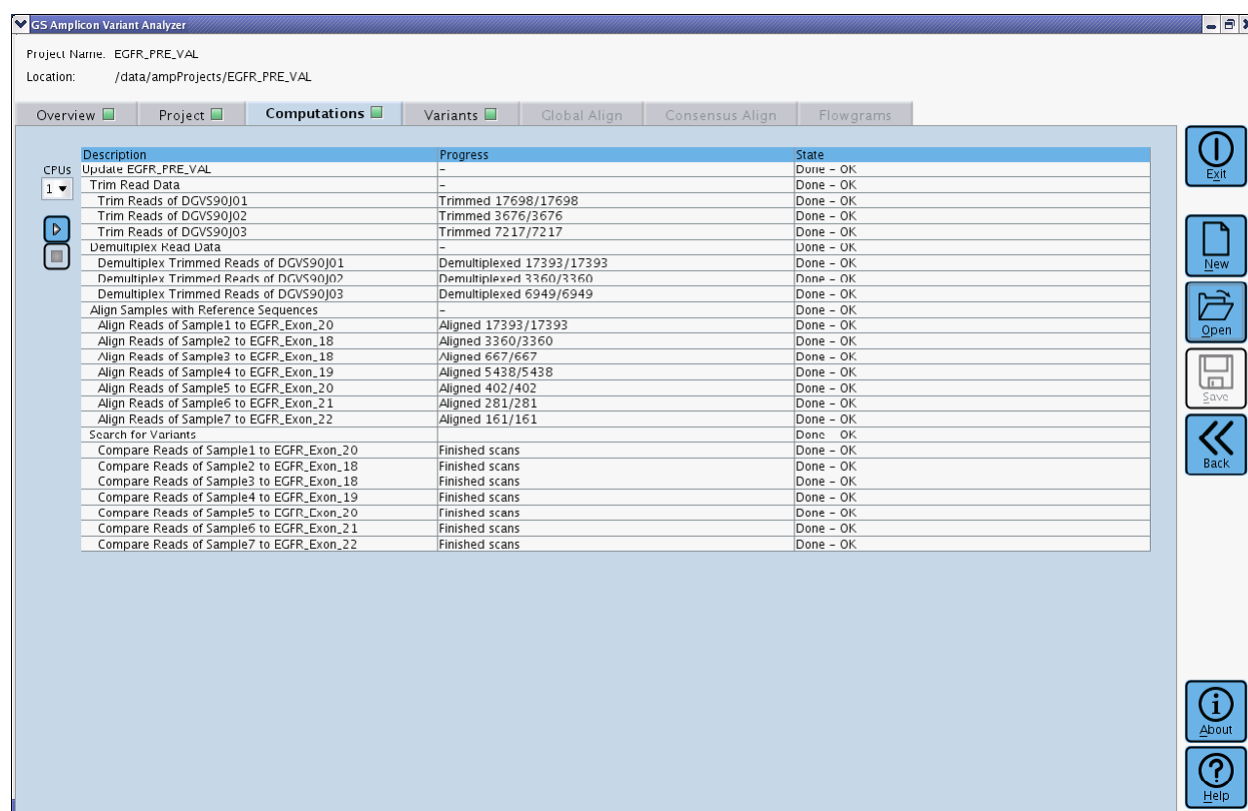 GS Amplicon Variant Analyzer
Project Name: EGFR_PRE_VAL
Location: /data/ampProjects/EGFR_PRE_VAL
Overview Project Computations Variants Global Align Consensus Align Flowgrams
Description Progress State
CPUs
1
Update EGFR_PRE_VAL – Done – OK
Trim Read Data – Done – OK
Trim Reads of DGVS90J01 Trimmed 17698/17698 Done – OK
Trim Reads of DGVS90J02 Trimmed 3676/3676 Done – OK
Trim Reads of DGVS90J03 Trimmed 7217/7217 Done – OK
Demultiplex Read Data – Done – OK
Demultiplex Trimmed Reads of DGVS90J01 Demultiplexed 17393/17393 Done – OK
Demultiplex Trimmed Reads of DGVS90J02 Demultiplexed 3360/3360 Done – OK
Demultiplex Trimmed Reads of DGVS90J03 Demultiplexed 6949/6949 Done – OK
Align Samples with Reference Sequences – Done – OK
Align Reads of Sample1 to EGFR_Exon_20 Aligned 17393/17393 Done – OK
Align Reads of Sample2 to EGFR_Exon_18 Aligned 3360/3360 Done – OK
Align Reads of Sample3 to EGFR_Exon_18 Aligned 667/667 Done – OK
Align Reads of Sample4 to EGFR_Exon_19 Aligned 5438/5438 Done – OK
Align Reads of Sample5 to EGFR_Exon_20 Aligned 402/402 Done – OK
Align Reads of Sample6 to EGFR_Exon_21 Aligned 281/281 Done – OK
Align Reads of Sample7 to EGFR_Exon_22 Aligned 161/161 Done – OK
Search for Variants Done OK
Compare Reads of Sample1 to EGFR_Exon_20 Finished scans Done – OK
Compare Reads of Sample2 to EGFR_Exon_18 Finished scans Done – OK
Compare Reads of Sample3 to EGFR_Exon_18 Finished scans Done – OK
Compare Reads of Sample4 to EGFR_Exon_19 Finished scans Done – OK
Compare Reads of Sample5 to EGFR_Exon_20 Finished scans Done – OK
Compare Reads of Sample6 to EGFR_Exon_21 Finished scans Done – OK
Compare Reads of Sample7 to EGFR_Exon_22 Finished scans Done – OK
Exit
New
Open
Save
Back
About
Help